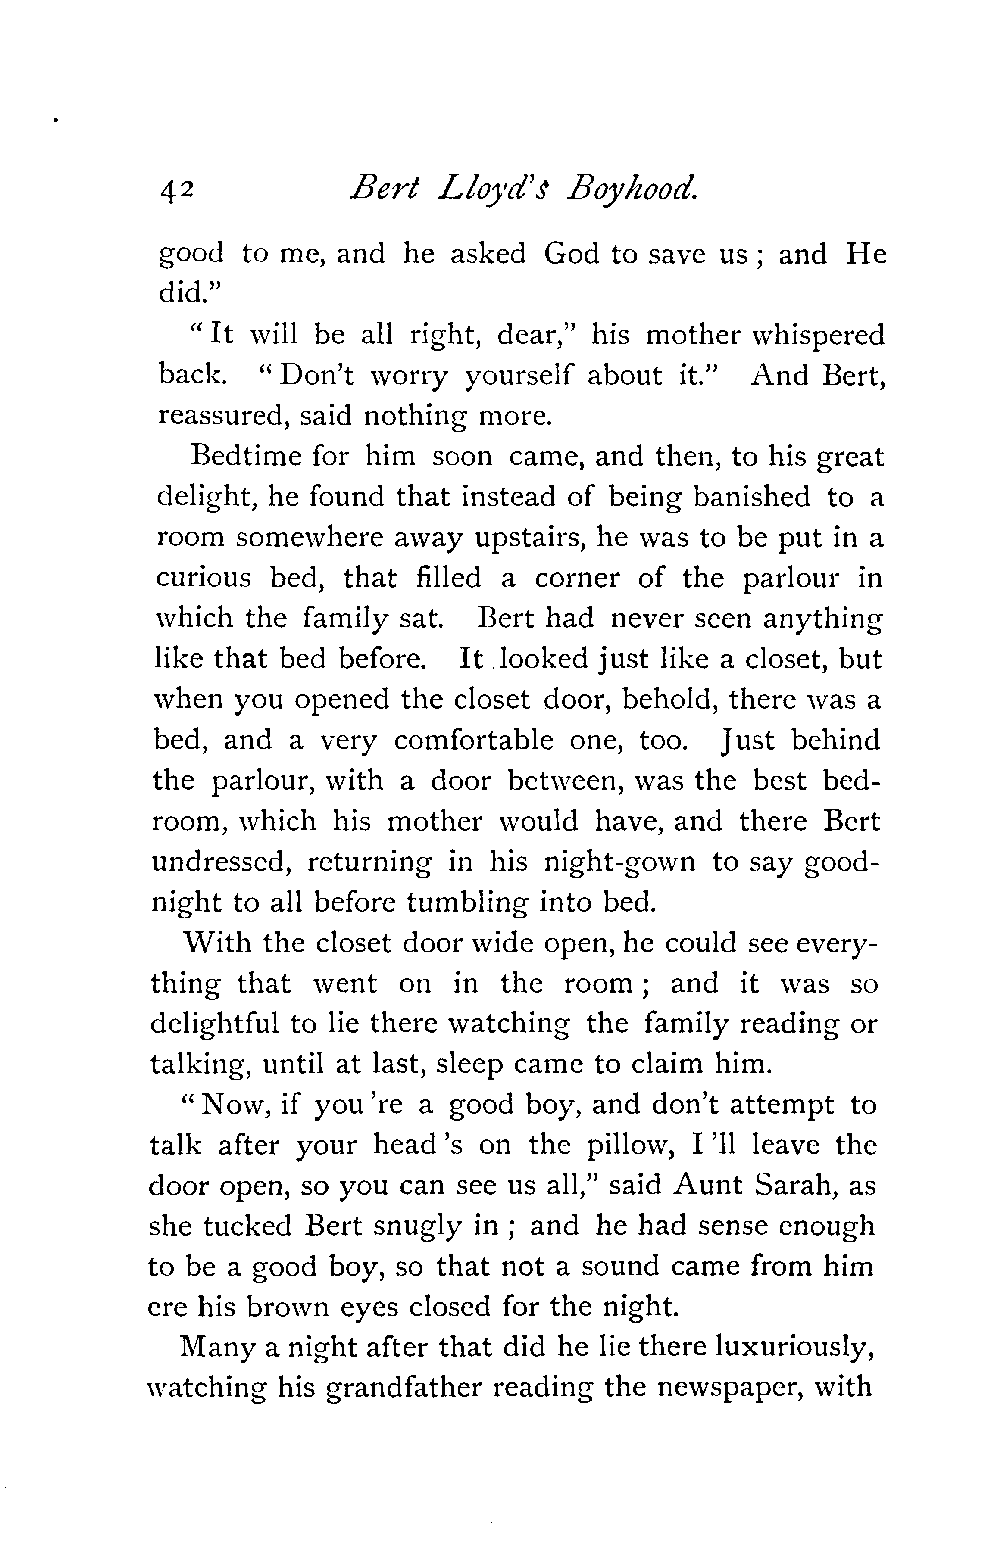 42 Bert Lloyd's Boyhood.
good to me, and he asked God to save us; and He
did."
"It will be all right, dear," his mother whispered
back. "Don't worry yourself about it." And Bert,
reassured, said nothing more.
Bedtime for him soon came, and then, to his great
delight, he found that instead of being banished to a
room somewhere away upstairs, he was to be put in a
curious bed, that filled a corner of the parlour in
which the family sat. Bert had never seen anything
like that bed before. It looked just like a closet, but
when you opened the closet door, behold, there was a
bed, and a very comfortable one, too. Just behind
the parlour, with a door between, was the best bed-
room, which his mother would have, and there Bert
undressed, returning in his night-gown to say good-
night to all before tumbling into bed.
With the closet door wide open, he could see every-
thing that went on in the room; and it was so
delightful to lie there watching the family reading or
talking, until at last, sleep came to claim him.
"Now, if you 're a good boy, and don't attempt to
talk after your head 's on the pillow, I 'll leave the
door open, so you can see us all," said Aunt Sarah, as
she tucked Bert snugly in; and he had sense enough
to be a good boy, so that not a sound came from him
ere his brown eyes closed for the night.
Many a night after that did he lie there luxuriously,
watching his grandfather reading the newspaper, with